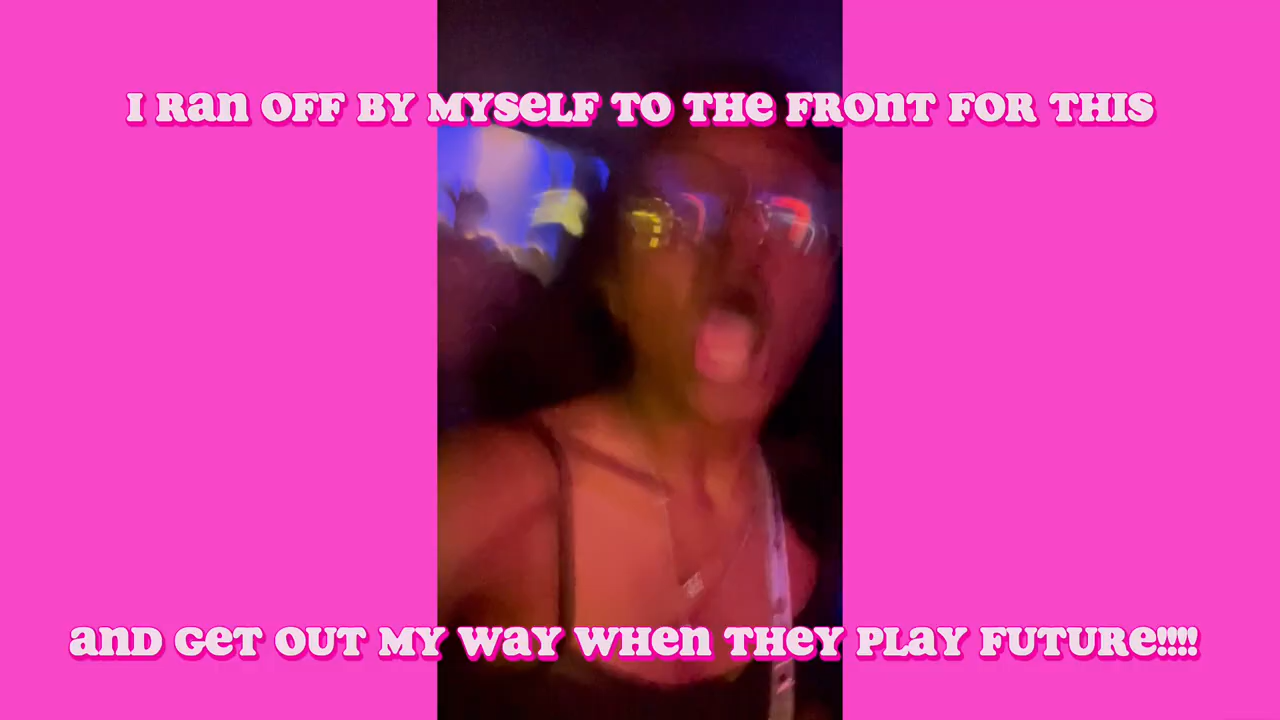 I RAN OFF BY MYSELF TO THE FRONT FOR THIS
AND GET OUT MY WAY WHEN THEY PLAY FUTURE!!!!